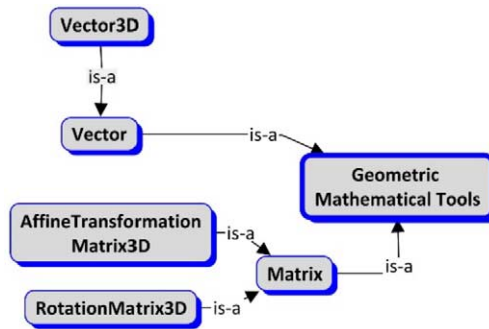 Vector3D
is-a
Vector
is-a
Geometric
Mathematical Tools
AffineTransformation
Matrix3D
is-a
Matrix
is-a
RotationMatrix3D
is-a